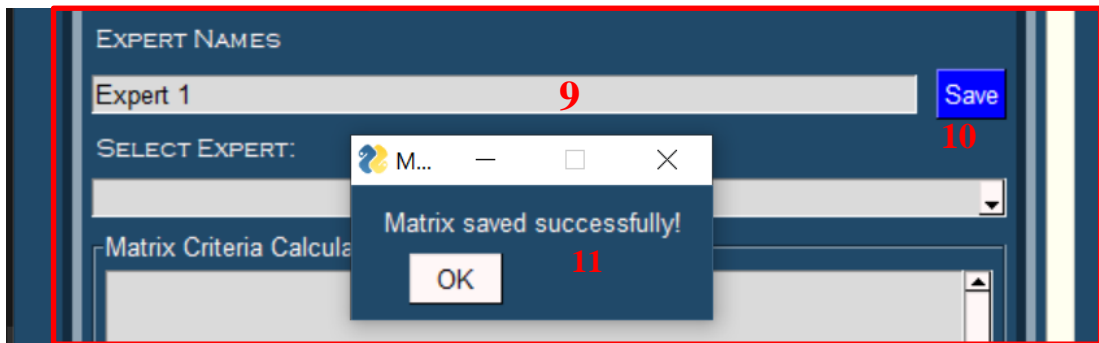 EXPERT NAMES
Expert 1 9 Save
10
SELECT EXPERT:
M...
Matrix saved successfully!
Matrix Criteria Calcula
11
OK